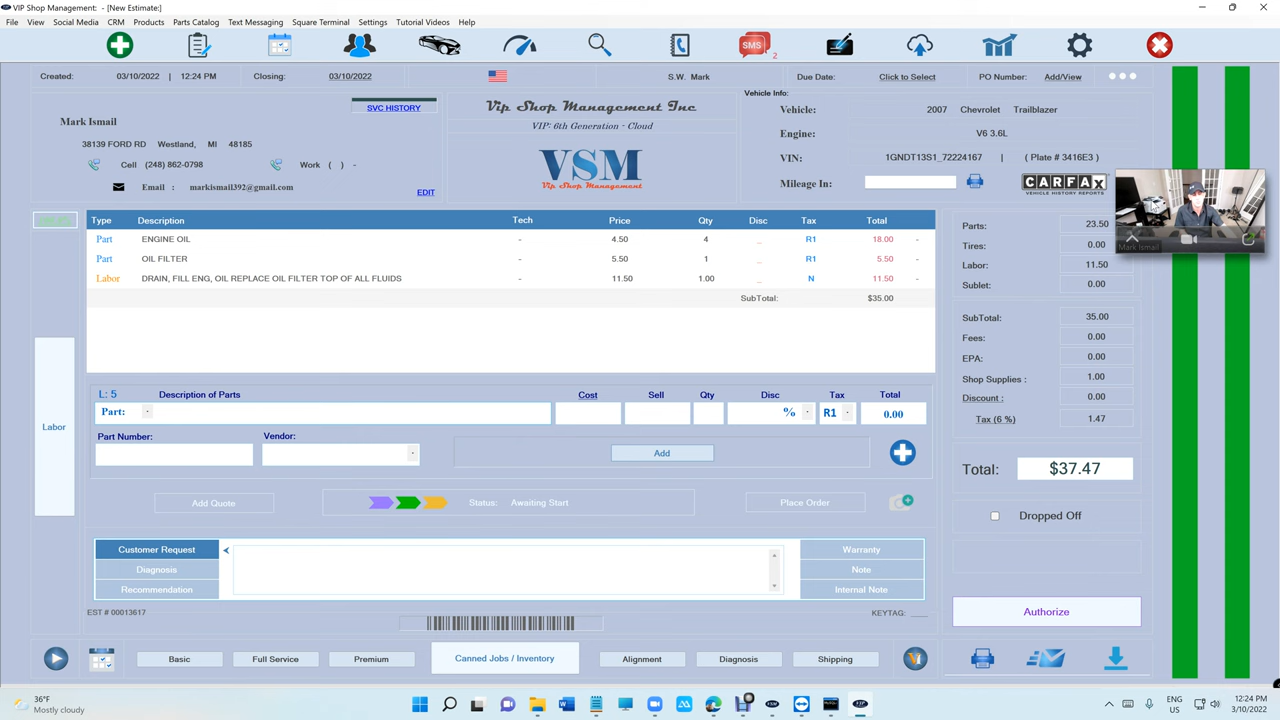 VIP Shop Management: - [New Estimate:]
File View Social Media CRM Products Parts Catalog Text Messaging Square Terminal Settings Tutorial Videos Help
SMS 2
Created: 03/10/2022 | 12:24 PM Closing: 03/10/2022 S.W. Mark Due Date: Click to Select PO Number: Add/View
Vehicle Info:
SVC HISTORY
Mark Ismail
38139 FORD RD Westland, MI 48185
Cell (248) 862-0798 Work ( ) -
Email : markismail392@gmail.com
EDIT
Vip Shop Management Inc
VIP: 6th Generation - Cloud
VSM
Vip Shop Management
Vehicle: 2007 Chevrolet Trailblazer
Engine: V6 3.6L
VIN: 1GNDT13S1_72224167 | ( Plate # 3416E3 )
Mileage In:
CARFAX
VEHICLE HISTORY REPORTS
Mark Ismail
Type Description Tech Price Qty Disc Tax Total
Part ENGINE OIL - 4.50 4 _ R1 18.00 -
Part OIL FILTER - 5.50 1 _ R1 5.50 -
Labor DRAIN, FILL ENG, OIL REPLACE OIL FILTER TOP OF ALL FLUIDS - 11.50 1.00 _ N 11.50 -
SubTotal: $35.00
Labor
L: 5 Description of Parts Cost Sell Qty Disc Tax Total
Part: % R1 0.00
Part Number: Vendor:
Add
Add Quote Status: Awaiting Start Place Order
Customer Request
Diagnosis
Recommendation
Warranty
Note
Internal Note
EST # 00013617 KEYTAG: ____
Parts: 23.50
Tires: 0.00
Labor: 11.50
Sublet: 0.00
SubTotal: 35.00
Fees: 0.00
EPA: 0.00
Shop Supplies : 1.00
Discount : 0.00
Tax (6 %) 1.47
Total: $37.47
Dropped Off
Authorize
Basic Full Service Premium Canned Jobs / Inventory Alignment Diagnosis Shipping
36°F
Mostly cloudy
ENG
US
12:24 PM
3/10/2022